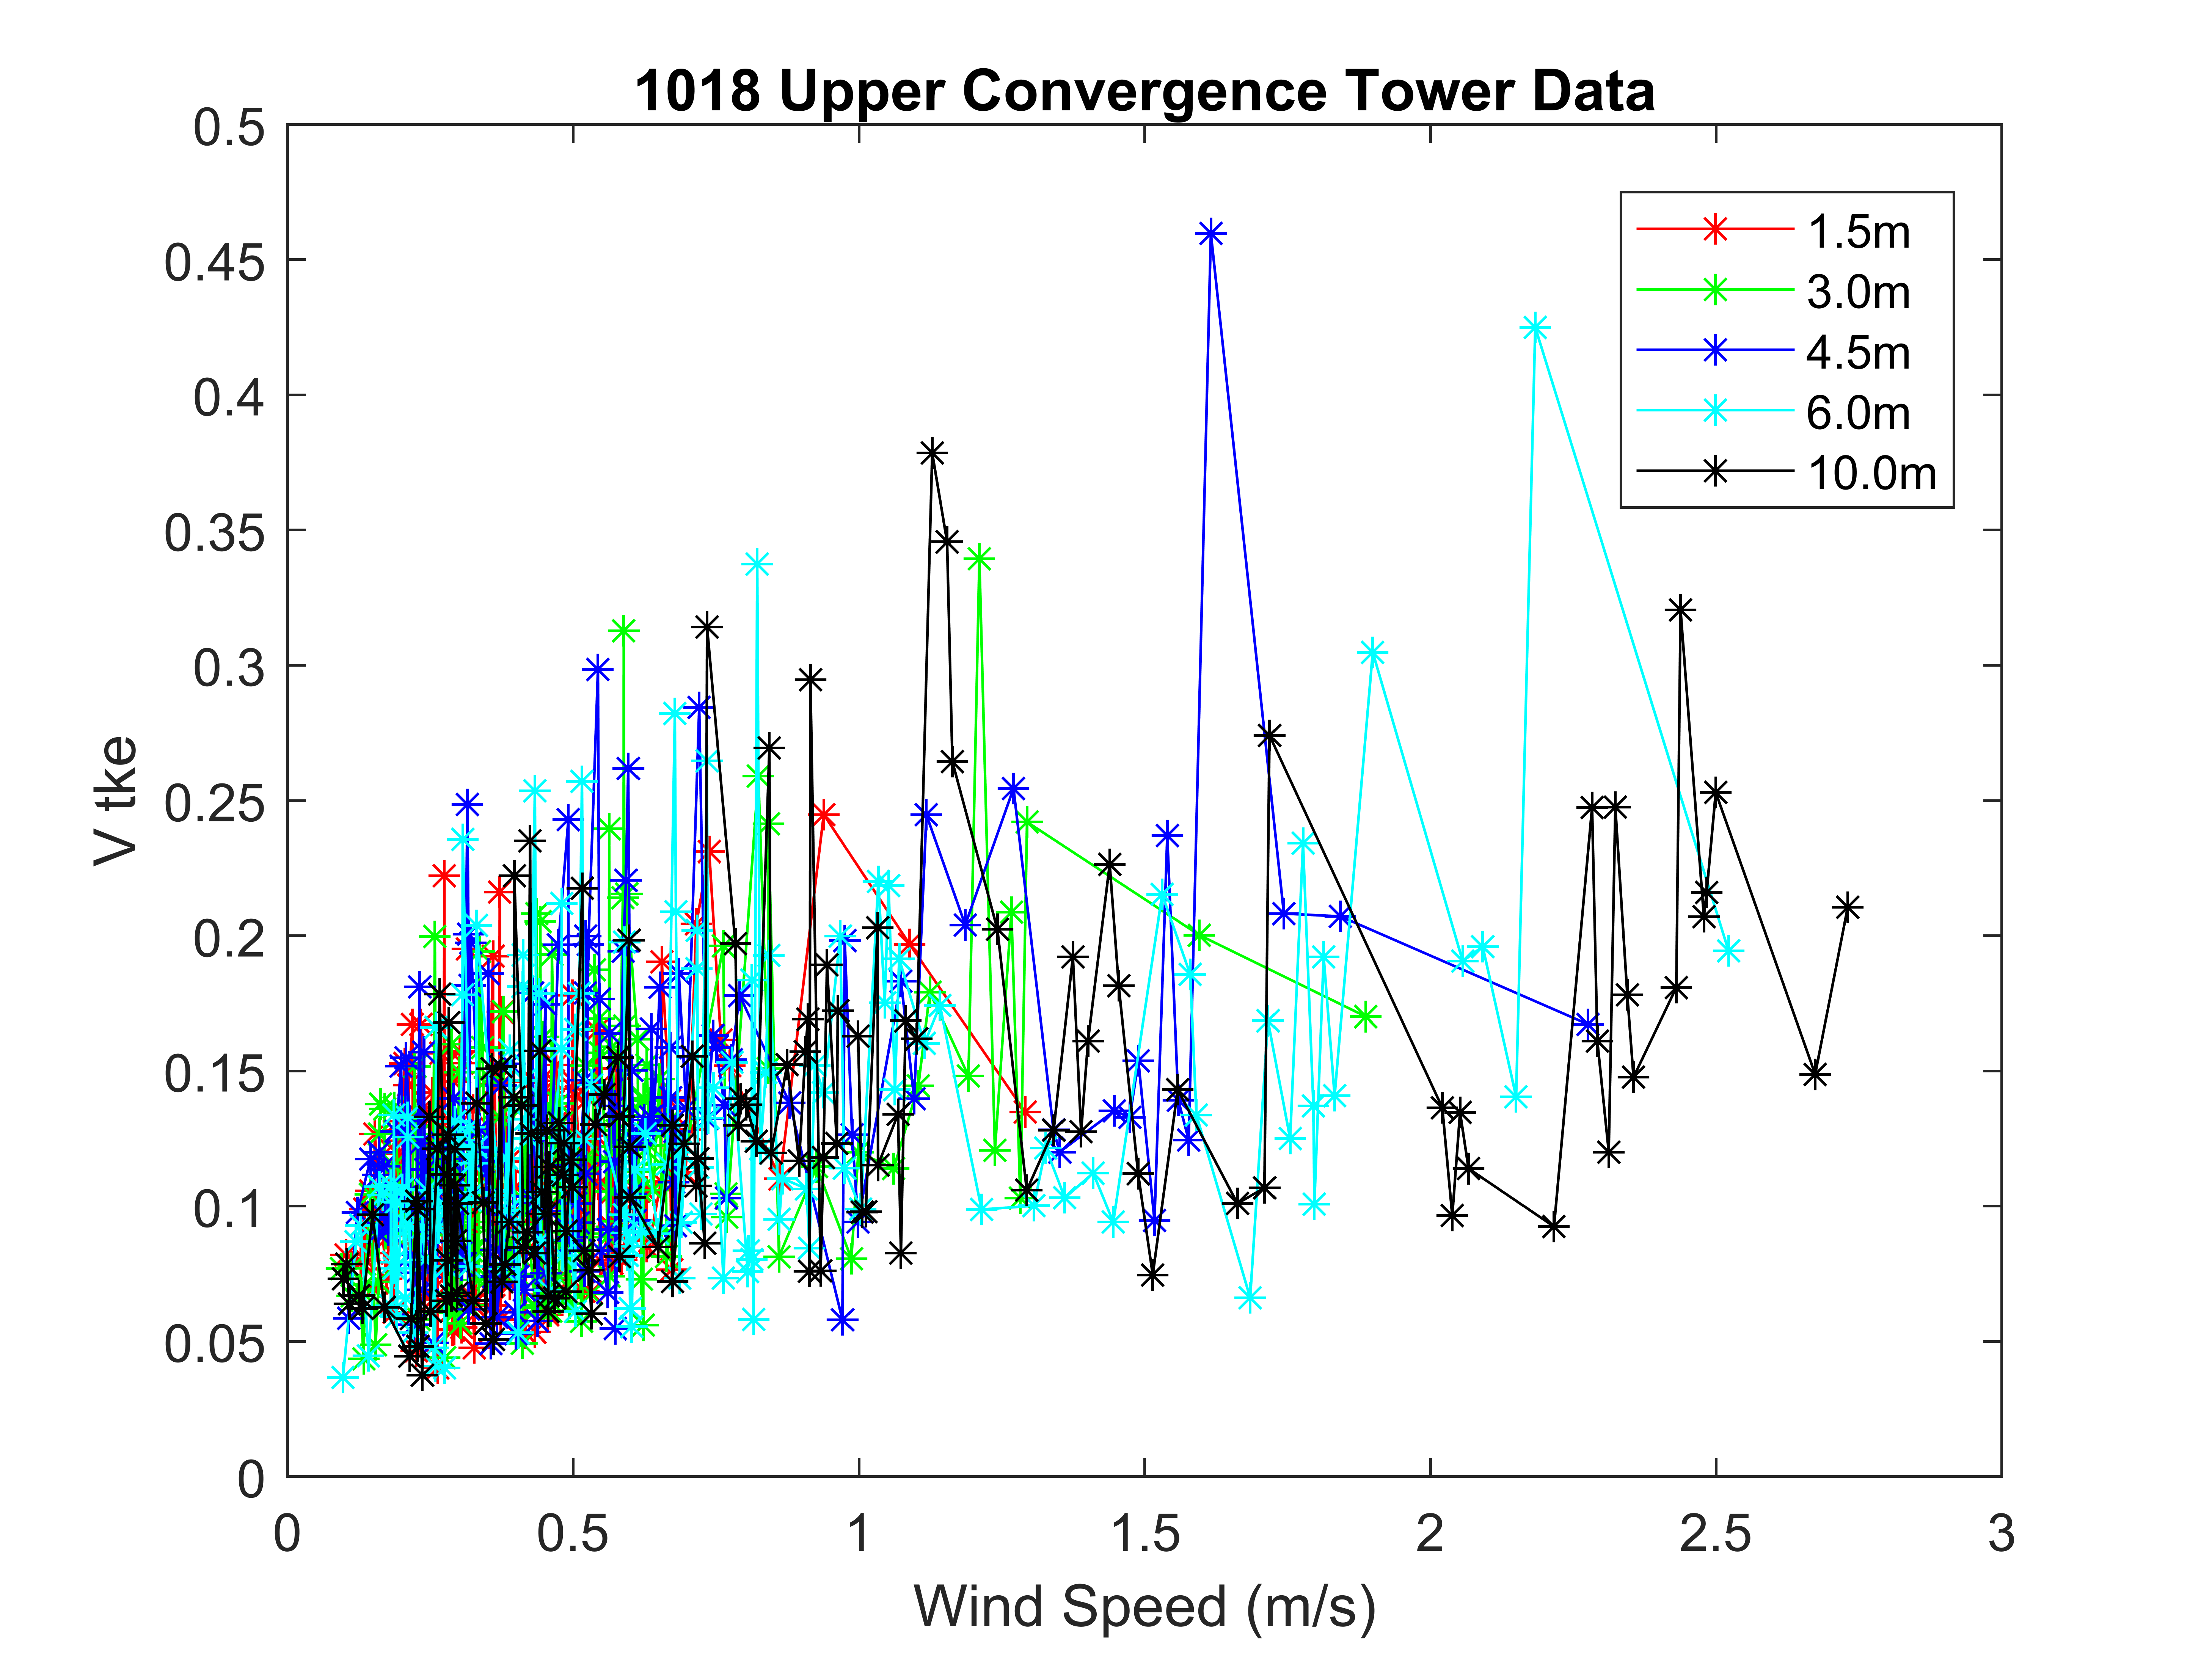 1018 Upper Convergence Tower Data
0.5
0.45
0.4
0.35
0.3
0.25
0.2
0.15
0.1
0.05
0
V tke
1.5m
3.0m
4.5m
6.0m
10.0m
0 0.5 1 1.5 2 2.5 3
Wind Speed (m/s)